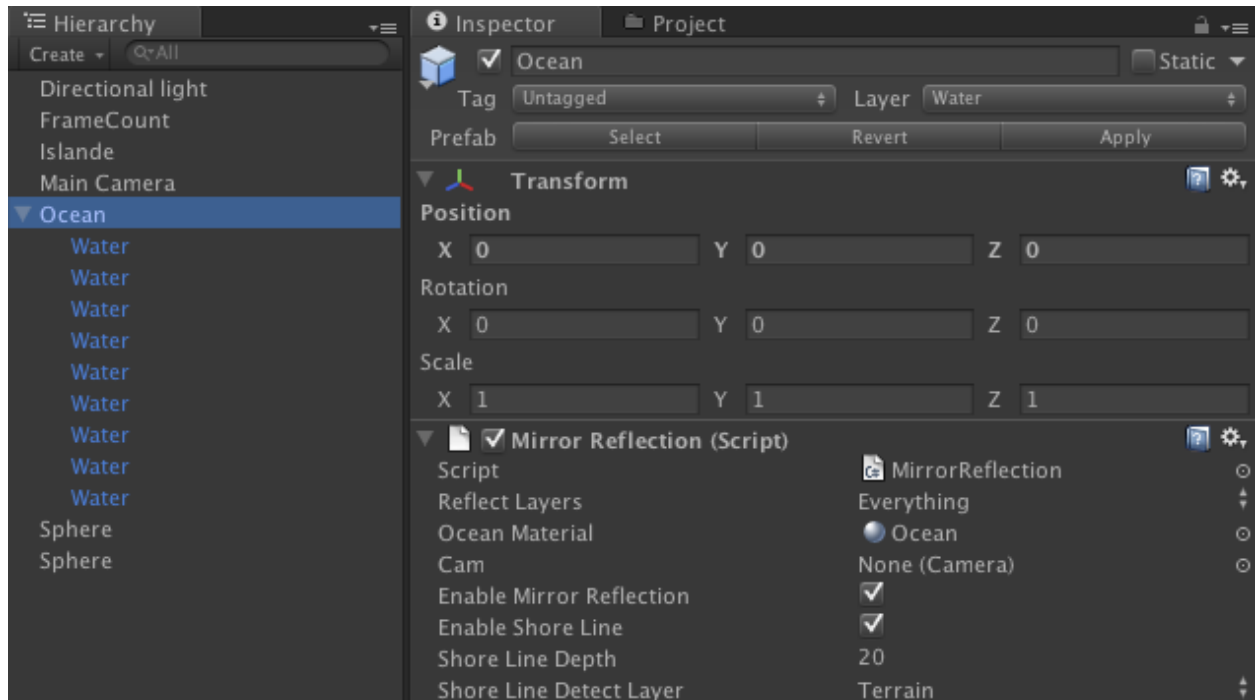 Hierarchy
Create All
Directional light
FrameCount
Islande
Main Camera
Ocean
Water
Water
Water
Water
Water
Water
Water
Water
Water
Sphere
Sphere
Inspector Project
Ocean Static
Tag Untagged Layer Water
Prefab Select Revert Apply
Transform
Position
X 0 Y 0 Z 0
Rotation
X 0 Y 0 Z 0
Scale
X 1 Y 1 Z 1
Mirror Reflection (Script)
Script MirrorReflection
Reflect Layers Everything
Ocean Material Ocean
Cam None (Camera)
Enable Mirror Reflection
Enable Shore Line
Shore Line Depth 20
Shore Line Detect Layer Terrain